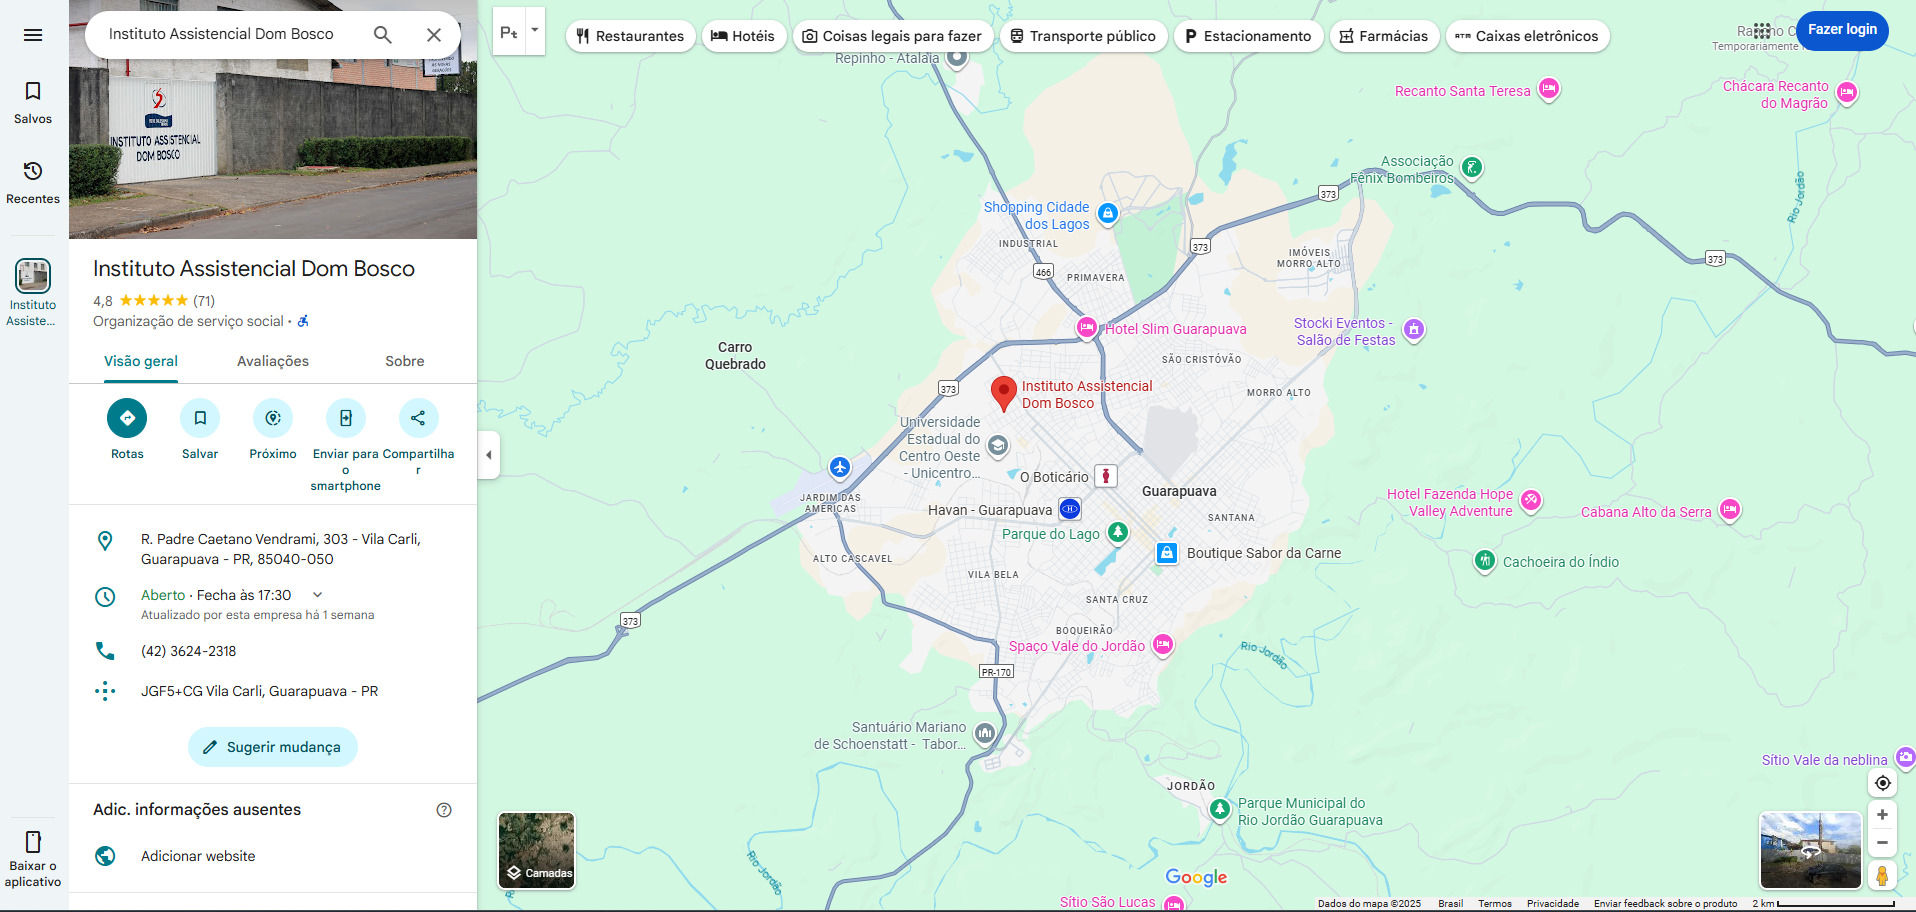 Instituto Assistencial Dom Bosco
Salvos
Recentes
Instituto
Assiste...
Baixar o
aplicativo
INSTITUTO ASSISTENCIAL
DOM BOSCO
Instituto Assistencial Dom Bosco
4,8 ★★★★★ (71)
Organização de serviço social ·
Visão geral
Avaliações
Sobre
Rotas
Salvar
Próximo
Enviar para
o
smartphone
Compartilha
r
R. Padre Caetano Vendrami, 303 - Vila Carli,
Guarapuava - PR, 85040-050
Aberto · Fecha às 17:30
Atualizado por esta empresa há 1 semana
(42) 3624-2318
JGF5+CG Vila Carli, Guarapuava - PR
Sugerir mudança
Adic. informações ausentes
Adicionar website
Restaurantes
Hotéis
Coisas legais para fazer
Transporte público
P Estacionamento
Farmácias
ATM Caixas eletrônicos
Fazer login
Temporariamente
Repinho - Atalaia
Recanto Santa Teresa
Chácara Recanto
do Magrão
Associação
Fênix Bombeiros
Rio Jordão
373
Shopping Cidade
dos Lagos
INDUSTRIAL
373
IMÓVEIS
MORRO ALTO
373
466
PRIMAVERA
Hotel Slim Guarapuava
Stocki Eventos -
Salão de Festas
Carro
Quebrado
SÃO CRISTÓVÃO
373
Instituto Assistencial
Dom Bosco
MORRO ALTO
Universidade
Estadual do
Centro Oeste
- Unicentro...
O Boticário
Guarapuava
JARDIM DAS
AMÉRICAS
Havan - Guarapuava
SANTANA
Hotel Fazenda Hope
Valley Adventure
Cabana Alto da Serra
Parque do Lago
Boutique Sabor da Carne
ALTO CASCAVEL
Cachoeira do Índio
VILA BELA
SANTA CRUZ
373
BOQUEIRÃO
Spaço Vale do Jordão
Rio Jordão
PR-170
Santuário Mariano
de Schoenstatt - Tabor...
Sítio Vale da neblina
JORDÃO
Parque Municipal do
Rio Jordão Guarapuava
Rio Jordão
Camadas
Google
Sítio São Lucas
Dados do mapa ©2025
Brasil
Termos
Privacidade
Enviar feedback sobre o produto
2 km